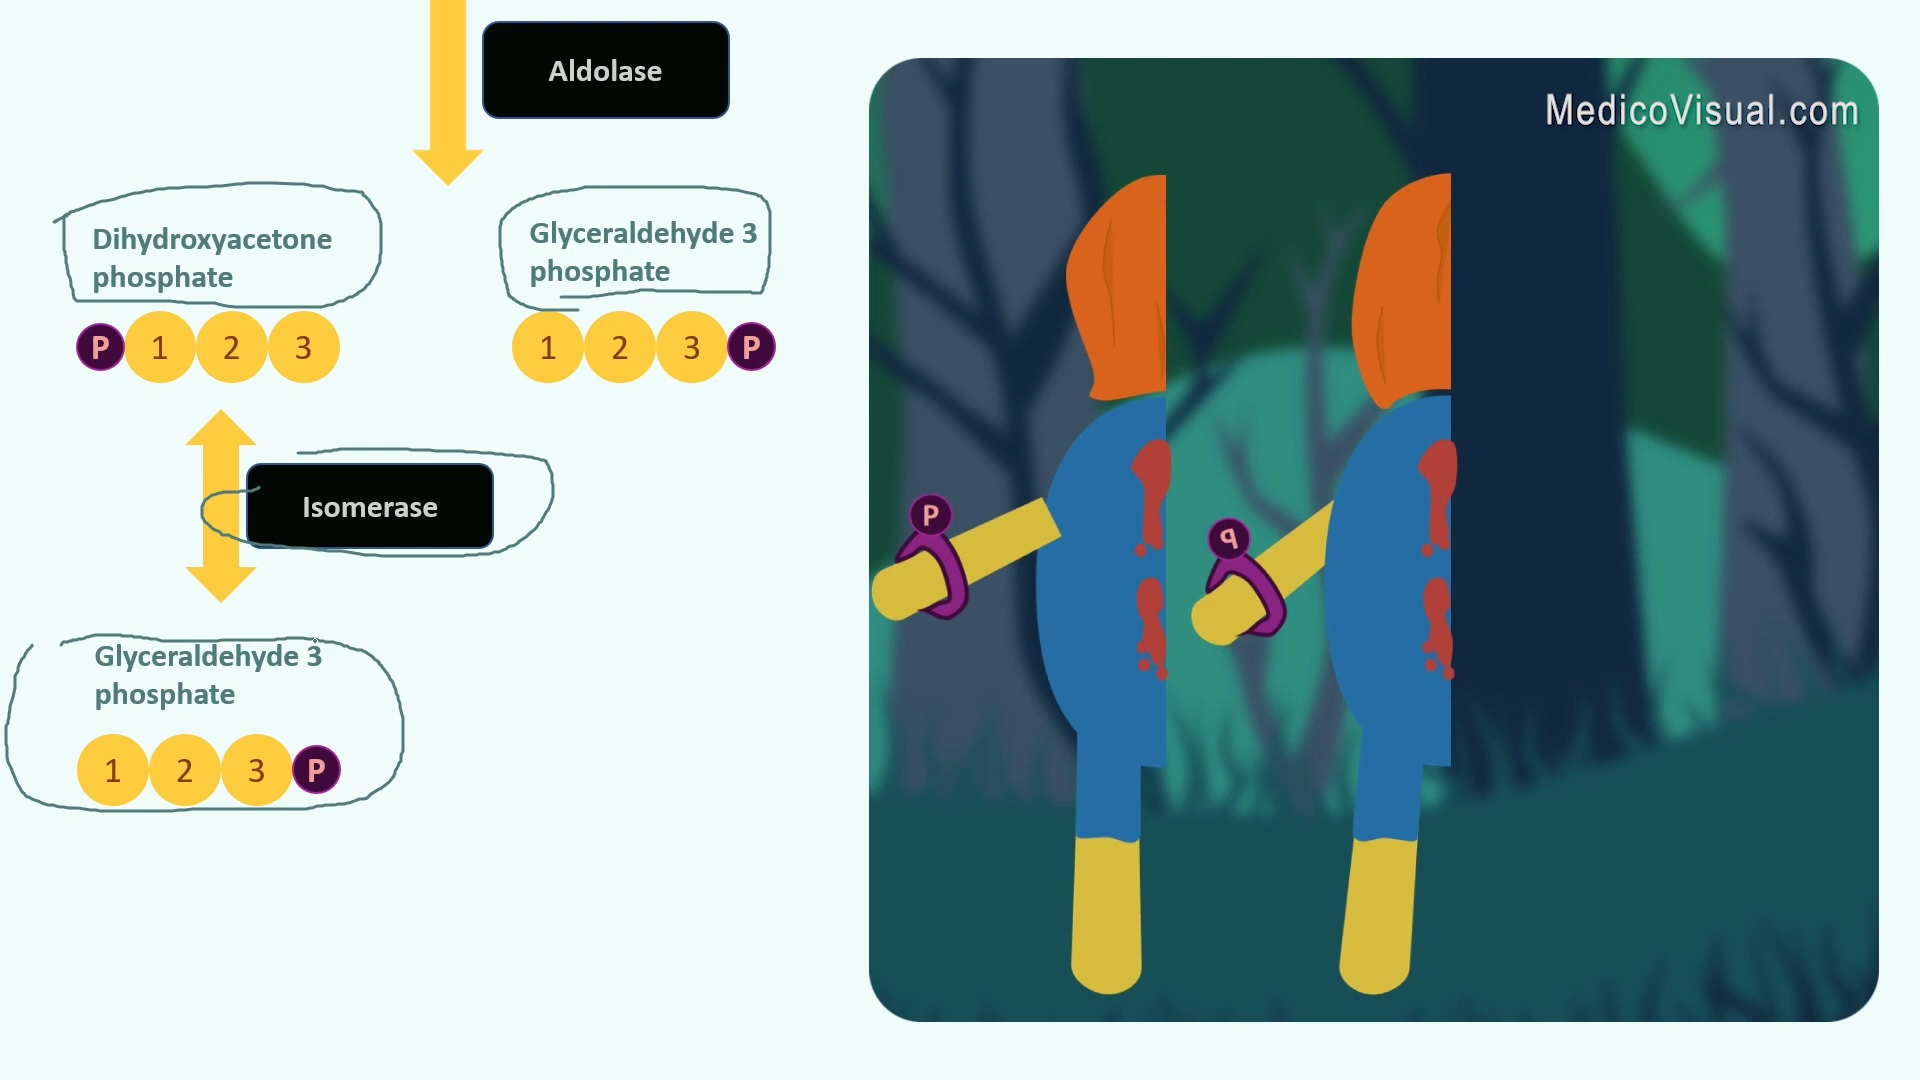 Aldolase
MedicoVisual.com
Dihydroxyacetone
phosphate
Glyceraldehyde 3
phosphate
P 1 2 3
1 2 3 P
Isomerase
P
P
Glyceraldehyde 3
phosphate
1 2 3 P